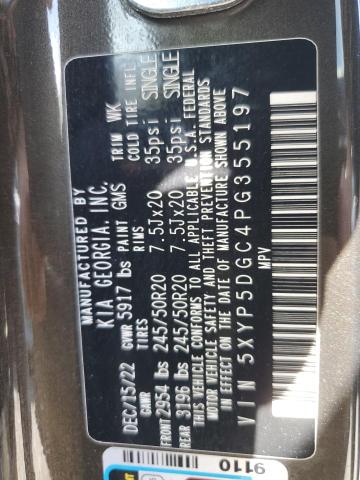 MANUFACTURED BY
KIA GEORGIA, INC.
DEC/15/22 GVWR 5917 lbs PAINT GMS TRIM WK
GAWR TIRES RIMS COLD TIRE INFL
FRONT 2954 lbs 245/50R20 7.5Jx20 35psi SINGLE
REAR 3196 lbs 245/50R20 7.5Jx20 35psi SINGLE
THIS VEHICLE CONFORMS TO ALL APPLICABLE U.S.A. FEDERAL
MOTOR VEHICLE SAFETY AND THEFT PREVENTION STANDARDS
IN EFFECT ON THE DATE OF MANUFACTURE SHOWN ABOVE.
VIN 5XYP5DGC4PG355197
MPV
9110